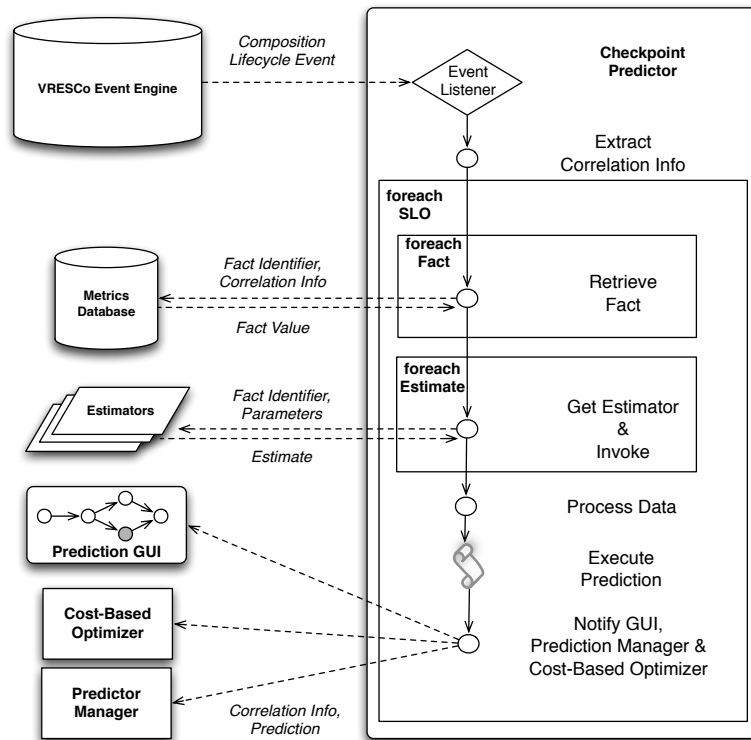 Composition
Lifecycle Event
VRESCo Event Engine
Event
Listener
Checkpoint
Predictor
Extract
Correlation Info
foreach
SLO
foreach
Fact
Fact Identifier,
Correlation Info
Metrics
Database
Fact Value
Retrieve
Fact
foreach
Estimate
Fact Identifier,
Parameters
Estimators
Estimate
Get Estimator
&
Invoke
Process Data
Prediction GUI
Execute
Prediction
Cost-Based
Optimizer
Notify GUI,
Prediction Manager &
Cost-Based Optimizer
Predictor
Manager
Correlation Info,
Prediction